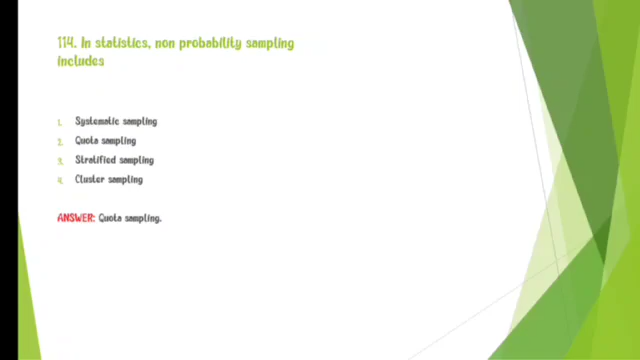 114. In statistics, non probability sampling
includes
1. Systematic sampling
2. Quota sampling
3. Stratified sampling
4. Cluster sampling
ANSWER: Quota sampling.